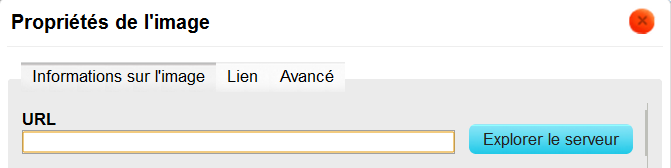 Propriétés de l'image
Informations sur l'image Lien Avancé
URL
Explorer le serveur